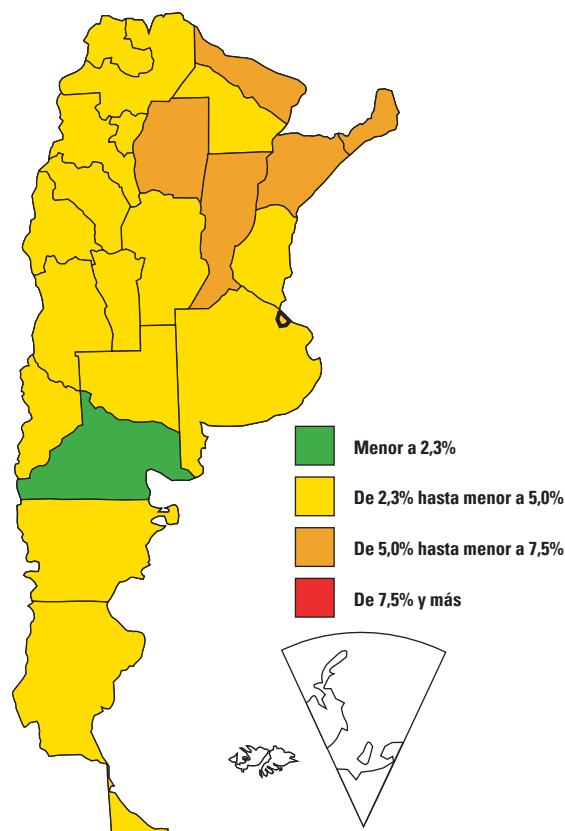 Menor a 2,3%
De 2,3% hasta menor a 5,0%
De 5,0% hasta menor a 7,5%
De 7,5% y más